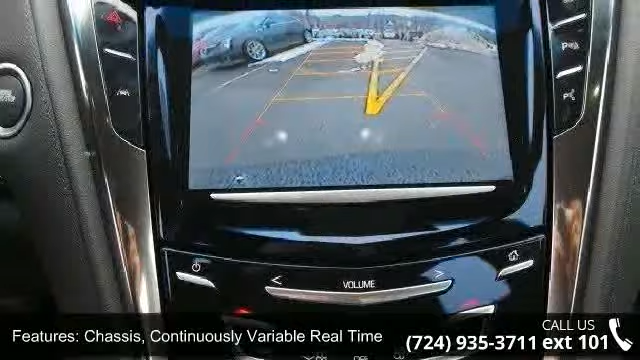 VOLUME
CALL US
Features: Chassis, Continuously Variable Real Time
(724) 935-3711 ext 101